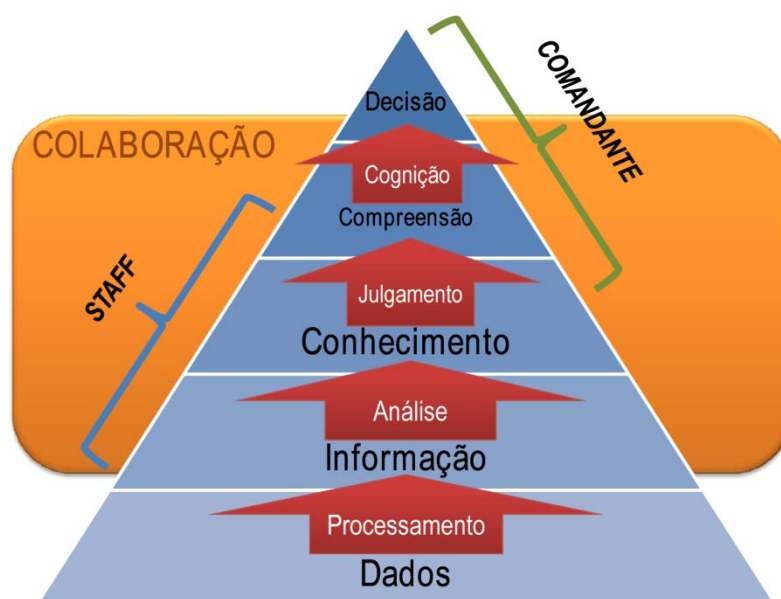 Decisão
COMANDANTE
COLABORAÇÃO
Cognição
Compreensão
STAFF
Julgamento
Conhecimento
Análise
Informação
Processamento
Dados